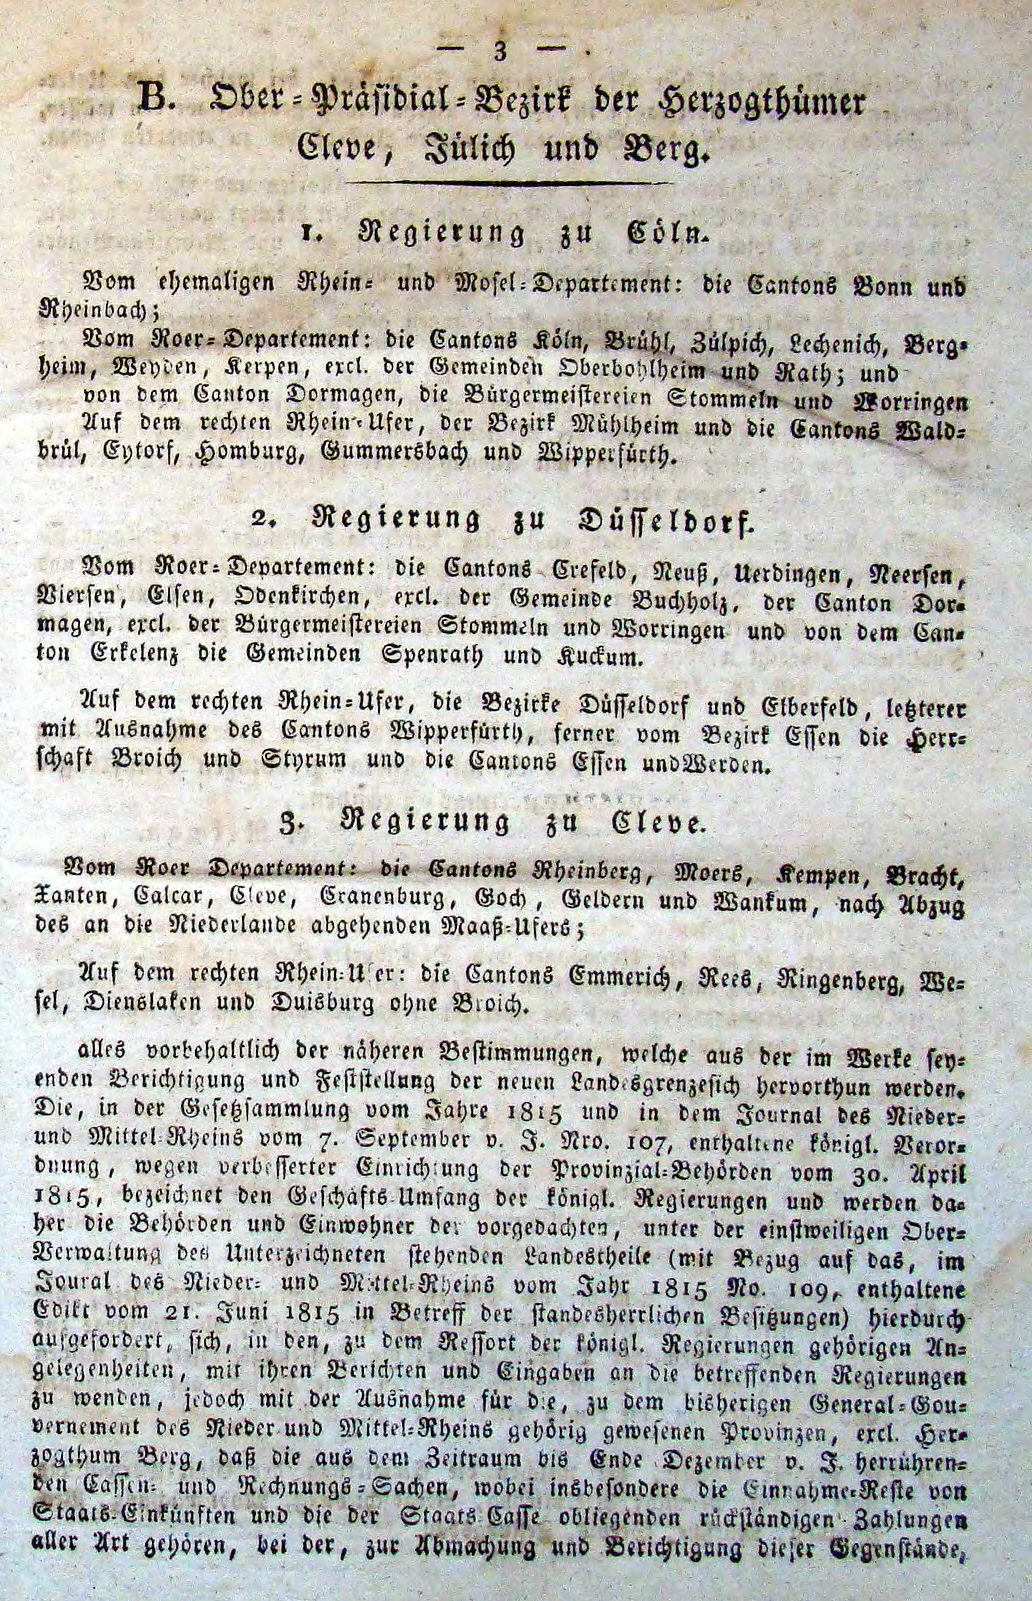 — 3 —
B. Ober-Präsidial-Bezirk der Herzogthümer
Cleve, Jülich und Berg.
1. Regierung zu Cöln.
Vom ehemaligen Rhein- und Mosel-Departement: die Cantons Bonn und
Rheinbach;
Vom Roer-Departement: die Cantons Köln, Brühl, Zülpich, Lechenich, Berg-
heim, Weyden, Kerpen, excl. der Gemeinden Oberbohlheim und Rath; und
von dem Canton Dormagen, die Bürgermeistereien Stommeln und Worringen
Auf dem rechten Rhein-Ufer, der Bezirk Mühlheim und die Cantons Wald-
brül, Eytorf, Homburg, Gummersbach und Wipperfürth.
2. Regierung zu Düsseldorf.
Vom Roer-Departement: die Cantons Crefeld, Neuß, Uerdingen, Neersen,
Viersen, Elsen, Odenkirchen, excl. der Gemeinde Buchholz, der Canton Dor-
magen, excl. der Bürgermeistereien Stommeln und Worringen und von dem Can-
ton Erkelenz die Gemeinden Spenrath und Kuckum.
Auf dem rechten Rhein-Ufer, die Bezirke Düsseldorf und Elberfeld, letzterer
mit Ausnahme des Cantons Wipperfürth, ferner vom Bezirk Essen die Herr-
schaft Broich und Styrum und die Cantons Essen und Werden.
3. Regierung zu Cleve.
Vom Roer Departement: die Cantons Rheinberg, Moers, Kempen, Bracht,
Xanten, Calcar, Cleve, Cranenburg, Goch, Geldern und Wankum, nach Abzug
des an die Niederlande abgehenden Maaß-Ufers;
Auf dem rechten Rhein-Ufer: die Cantons Emmerich, Rees, Ringenberg, We-
sel, Dienslaken und Duisburg ohne Broich.
alles vorbehaltlich der näheren Bestimmungen, welche aus der im Werke sey-
enden Berichtigung und Feststellung der neuen Landesgrenzesich hervorthun werden.
Die, in der Gesetzsammlung vom Jahre 1815 und in dem Journal des Nieder-
und Mittel-Rheins vom 7. September v. J. Nro. 107, enthaltene königl. Veror-
dnung, wegen verbesserter Einrichtung der Provinzial-Behörden vom 30. April
1815, bezeichnet den Geschäfts-Umfang der königl. Regierungen und werden da-
her die Behörden und Einwohner der vorgedachten, unter der einstweiligen Ober-
Verwaltung des Unterzeichneten stehenden Landestheile (mit Bezug auf das, im
Joural des Nieder- und Mittel-Rheins vom Jahr 1815 No. 109, enthaltene
Edikt vom 21. Juni 1815 in Betreff der standesherrlichen Besitzungen) hierdurch
aufgefordert, sich, in den, zu dem Ressort der königl. Regierungen gehörigen An-
gelegenheiten, mit ihren Berichten und Eingaben an die betreffenden Regierungen
zu wenden, jedoch mit der Ausnahme für die, zu dem bisherigen General-Gou-
vernement des Nieder und Mittel-Rheins gehörig gewesenen Provinzen, excl. Her-
zogthum Berg, daß die aus dem Zeitraum bis Ende Dezember v. J. herrühren-
den Cassen- und Rechnungs-Sachen, wobei insbesondere die Einnahme-Reste von
Staats-Einkünften und die der Staats-Casse obliegenden rückständigen Zahlungen
aller Art gehören, bei der, zur Abmachung und Berichtigung dieser Gegenstände,